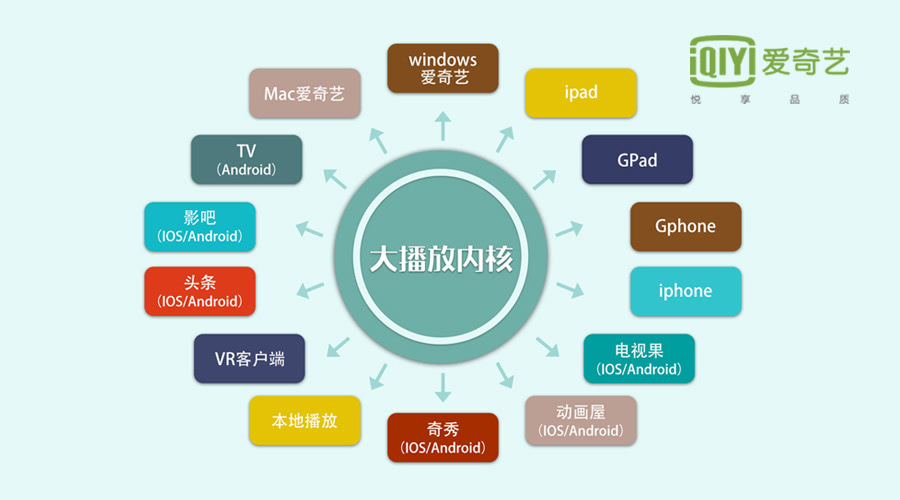 iQIYI 爱奇艺
悦享品质
windows
爱奇艺
Mac爱奇艺
ipad
TV
(Android)
GPad
影吧
(IOS/Android)
Gphone
大播放内核
头条
(IOS/Android)
iphone
VR客户端
电视果
(IOS/Android)
本地播放
奇秀
(IOS/Android)
动画屋
(IOS/Android)